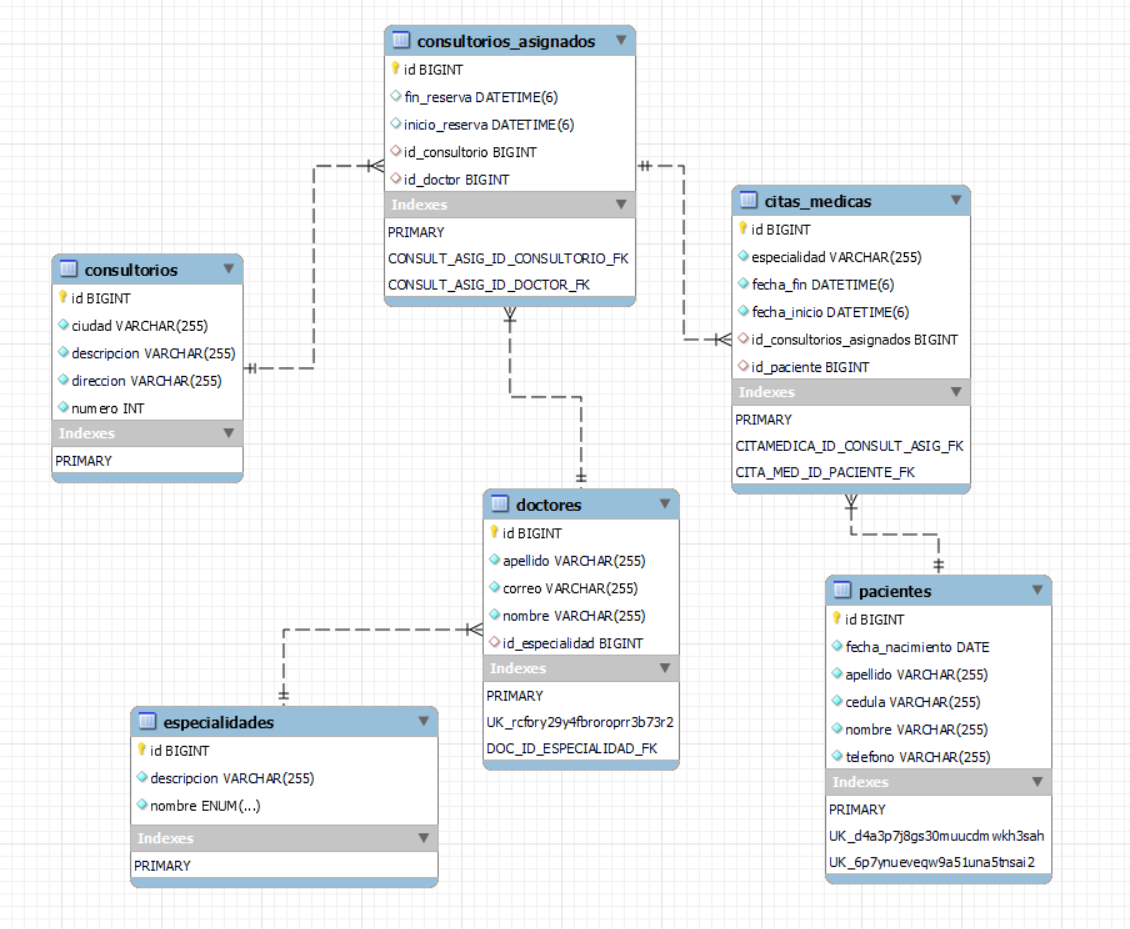 consultorios_asignados
id BIGINT
fin_reserva DATETIME(6)
inicio_reserva DATETIME(6)
id_consultorio BIGINT
id_doctor BIGINT
Indexes
PRIMARY
CONSULT_ASIG_ID_CONSULTORIO_FK
CONSULT_ASIG_ID_DOCTOR_FK
citas_medicas
id BIGINT
especialidad VARCHAR(255)
fecha_fin DATETIME(6)
fecha_inicio DATETIME(6)
id_consultorios_asignados BIGINT
id_paciente BIGINT
Indexes
PRIMARY
CITAMEDICA_ID_CONSULT_ASIG_FK
CITA_MED_ID_PACIENTE_FK
consultorios
id BIGINT
ciudad VARCHAR(255)
descripcion VARCHAR(255)
direccion VARCHAR(255)
numero INT
Indexes
PRIMARY
doctores
id BIGINT
apellido VARCHAR(255)
correo VARCHAR(255)
nombre VARCHAR(255)
id_especialidad BIGINT
Indexes
PRIMARY
UK_rcfory29y4fbroroprr3b73r2
DOC_ID_ESPECIALIDAD_FK
pacientes
id BIGINT
fecha_nacimiento DATE
apellido VARCHAR(255)
cedula VARCHAR(255)
nombre VARCHAR(255)
telefono VARCHAR(255)
Indexes
PRIMARY
UK_d4a3p7j8gs30muucdmwkh3sah
UK_6p7ynueveqw9a51una5tnsai2
especialidades
id BIGINT
descripcion VARCHAR(255)
nombre ENUM(...)
Indexes
PRIMARY